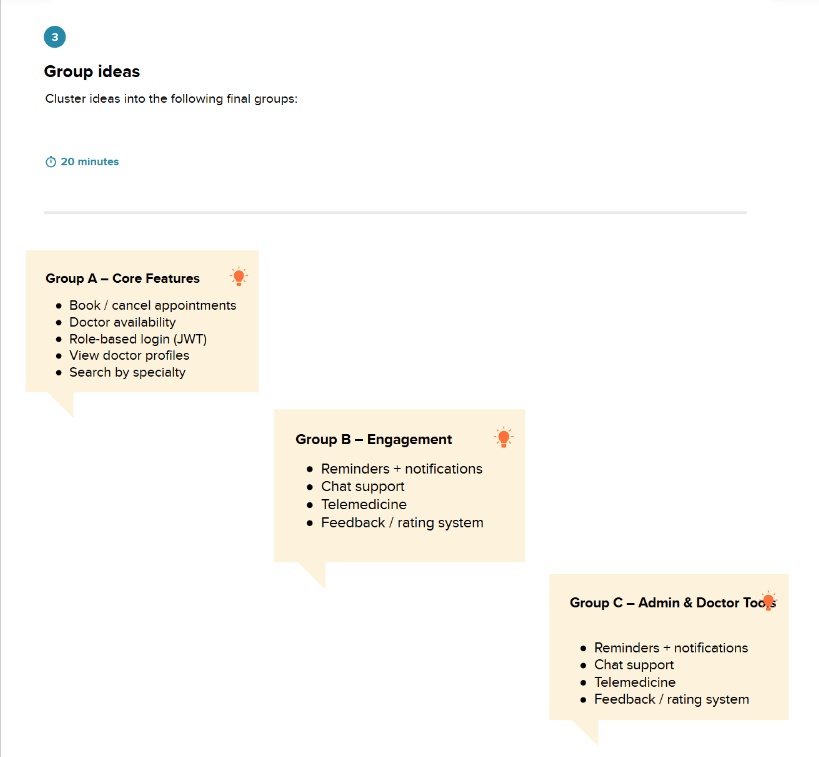 3
Group ideas
Cluster ideas into the following final groups:
20 minutes
Group A – Core Features
• Book / cancel appointments
• Doctor availability
• Role-based login (JWT)
• View doctor profiles
• Search by specialty
Group B – Engagement
• Reminders + notifications
• Chat support
• Telemedicine
• Feedback / rating system
Group C – Admin & Doctor Tools
• Reminders + notifications
• Chat support
• Telemedicine
• Feedback / rating system